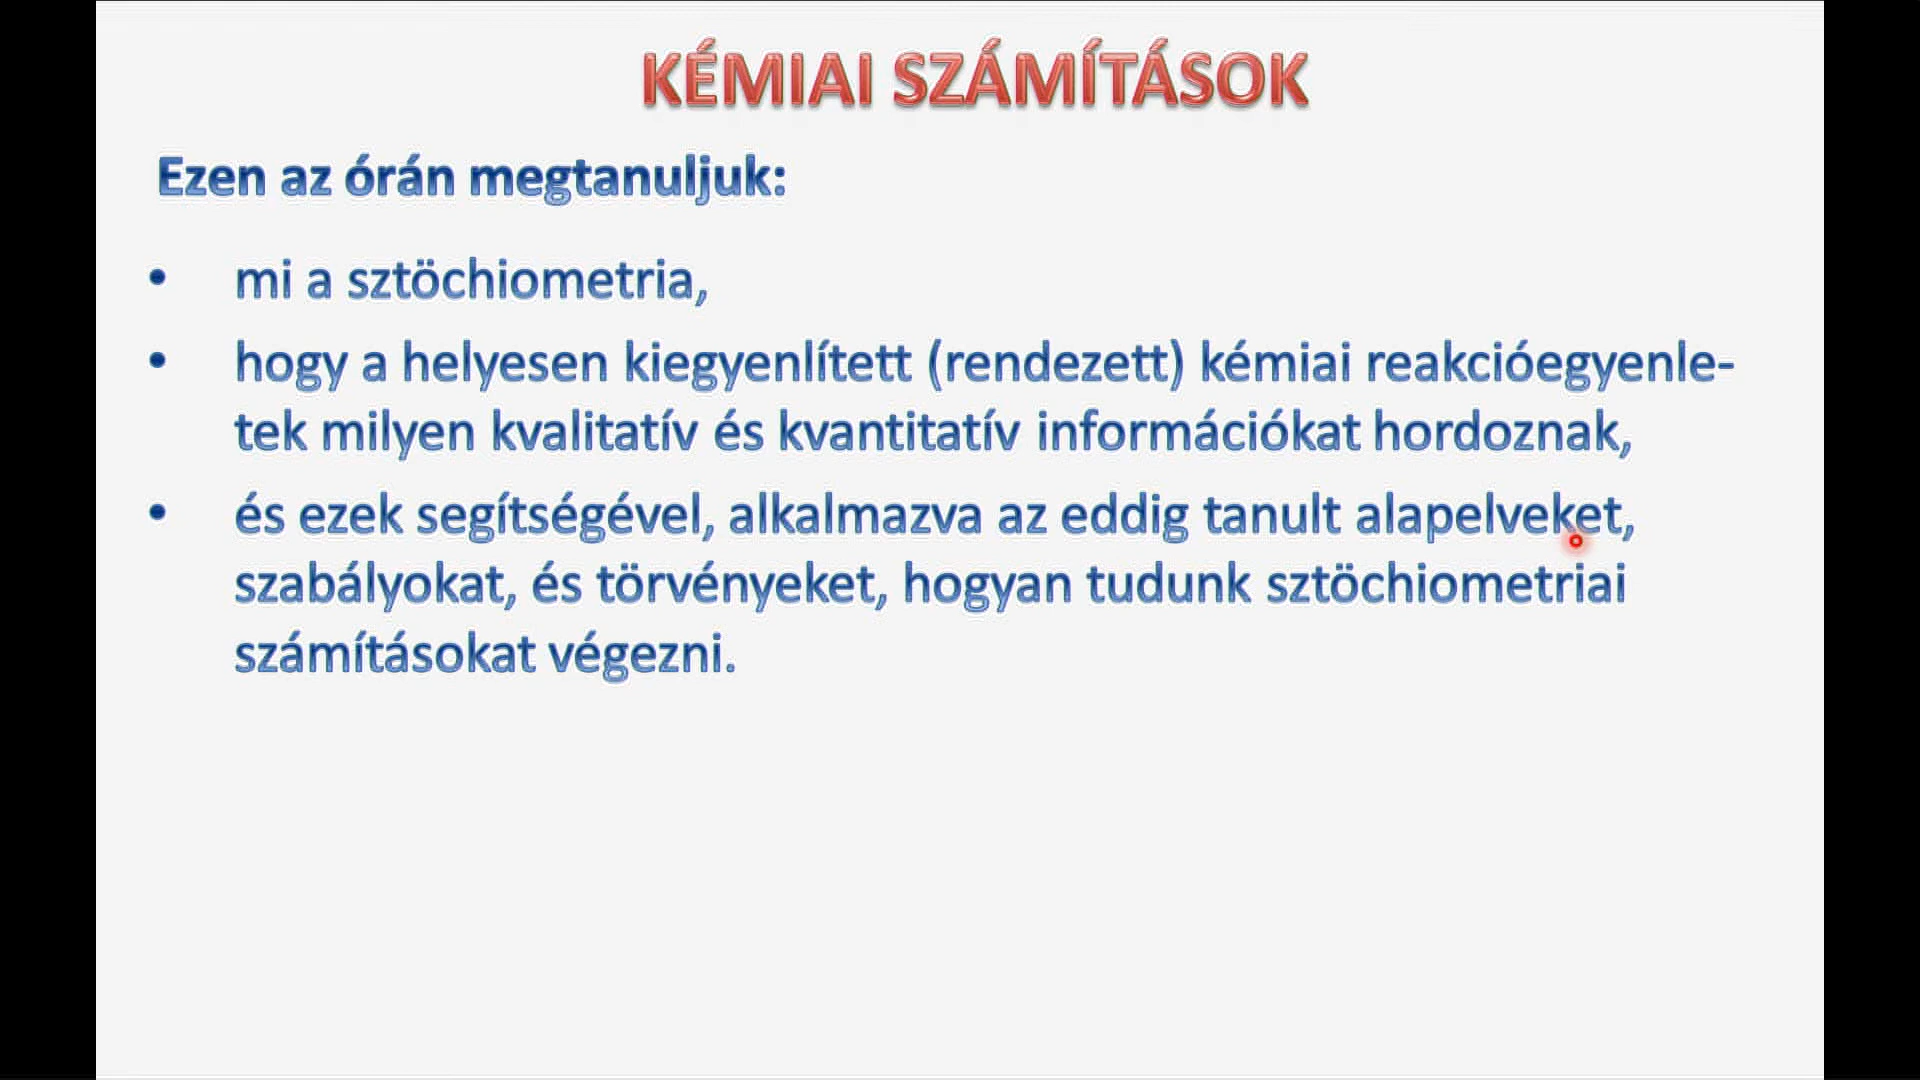 KÉMIAI SZÁMÍTÁSOK
Ezen az órán megtanuljuk:
• mi a sztöchiometria,
• hogy a helyesen kiegyenlített (rendezett) kémiai reakcióegyenle-
tek milyen kvalitatív és kvantitatív információkat hordoznak,
• és ezek segítségével, alkalmazva az eddig tanult alapelveket,
szabályokat, és törvényeket, hogyan tudunk sztöchiometriai
számításokat végezni.